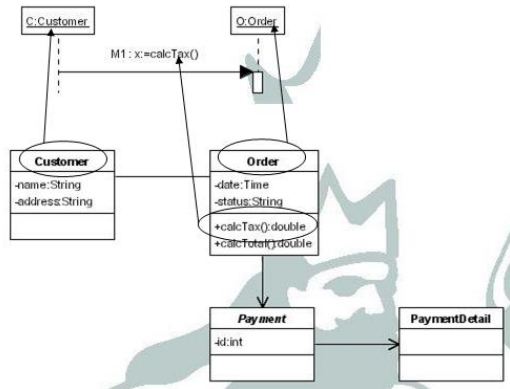 C:Customer
O:Order
M1 : x:=calcTax()
Customer
-name:String
-address:String
Order
-date:Time
-status:String
+calcTax():double
+calcTotal():double
Payment
-id:int
PaymentDetail